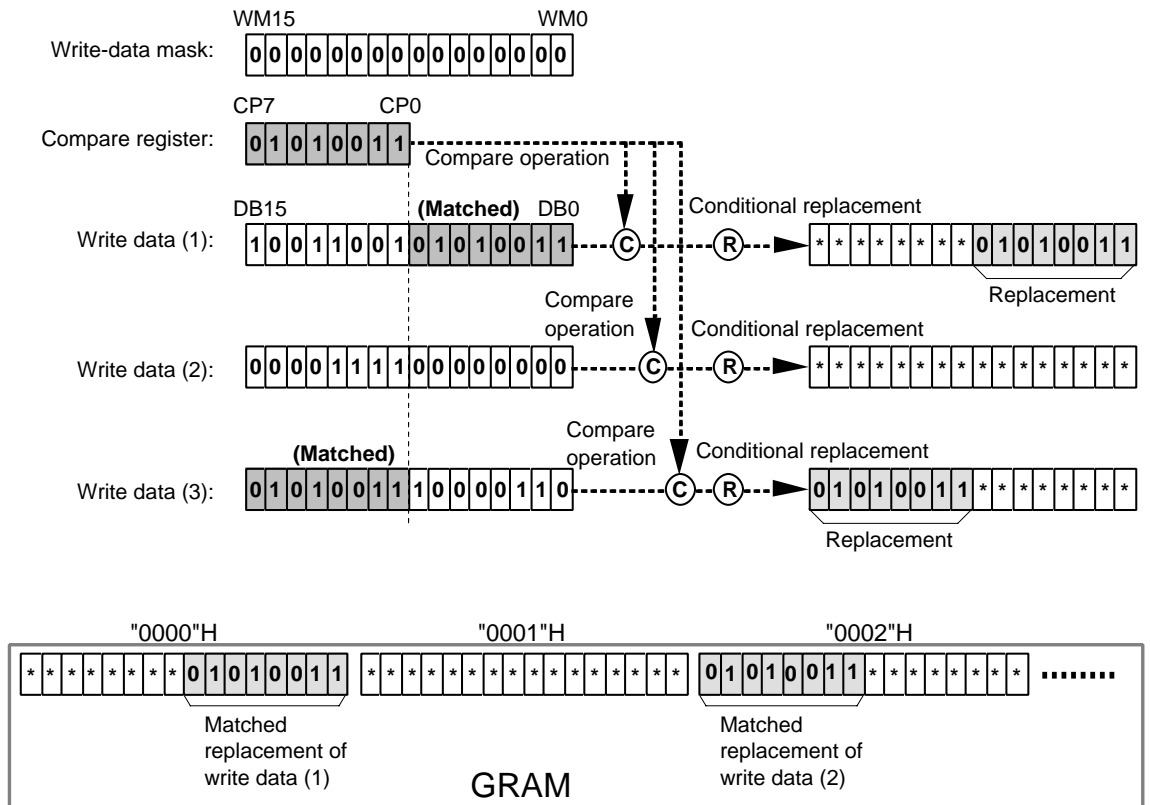 WM15 WM0
Write-data mask: 0 0 0 0 0 0 0 0 0 0 0 0 0 0 0 0
CP7 CP0
Compare register: 0 1 0 1 0 0 1 1
Compare operation
DB15 (Matched) DB0 Conditional replacement
Write data (1): 1 0 0 1 1 0 0 1 0 1 0 1 0 0 1 1 C R * * * * * * * * 0 1 0 1 0 0 1 1
Replacement
Compare
operation Conditional replacement
Write data (2): 0 0 0 0 1 1 1 1 0 0 0 0 0 0 0 0 C R * * * * * * * * * * * * * * * *
Compare
operation
(Matched) Conditional replacement
Write data (3): 0 1 0 1 0 0 1 1 1 0 0 0 0 1 1 0 C R 0 1 0 1 0 0 1 1 * * * * * * * *
Replacement
"0000"H "0001"H "0002"H
* * * * * * * * 0 1 0 1 0 0 1 1 * * * * * * * * * * * * * * * * 0 1 0 1 0 0 1 1 * * * * * * * * ........
Matched
replacement of
write data (1)
Matched
replacement of
write data (2)
GRAM